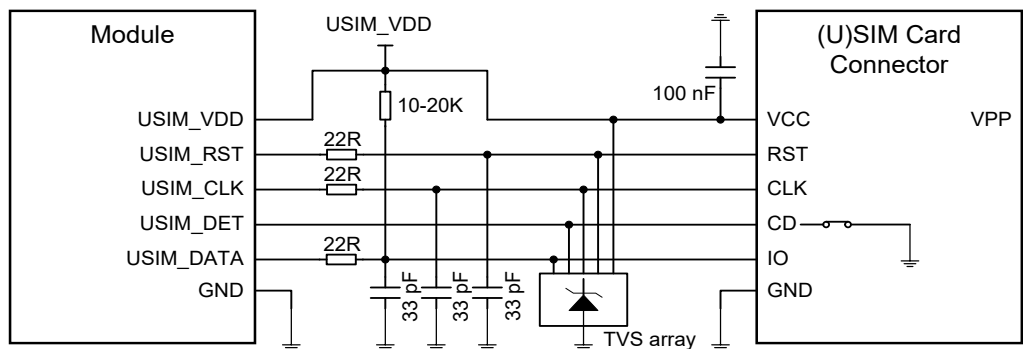 Module
USIM_VDD
(U)SIM Card
Connector
10-20K
100 nF
USIM_VDD
VCC
VPP
USIM_RST
22R
RST
USIM_CLK
22R
CLK
USIM_DET
CD
USIM_DATA
22R
IO
GND
33 pF
33 pF
33 pF
GND
TVS array